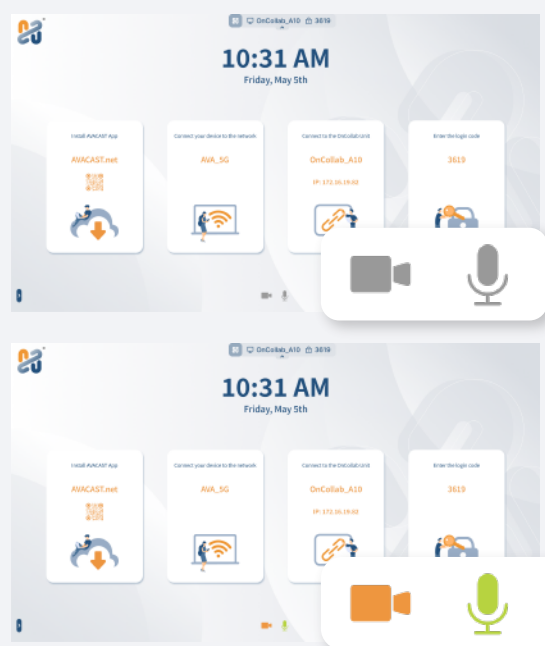 OnCollab_A10 3619
10:31 AM
Friday, May 5th
Install AVACAST App
AVACAST.net
Connect your device to the network
AVA_5G
Connect to the OnCollab Unit
OnCollab_A10
IP: 172.16.19.62
Enter the login code
3619
OnCollab_A10 3619
10:31 AM
Friday, May 5th
Install AVACAST App
AVACAST.net
Connect your device to the network
AVA_5G
Connect to the OnCollab Unit
OnCollab_A10
IP: 172.16.19.62
Enter the login code
3619